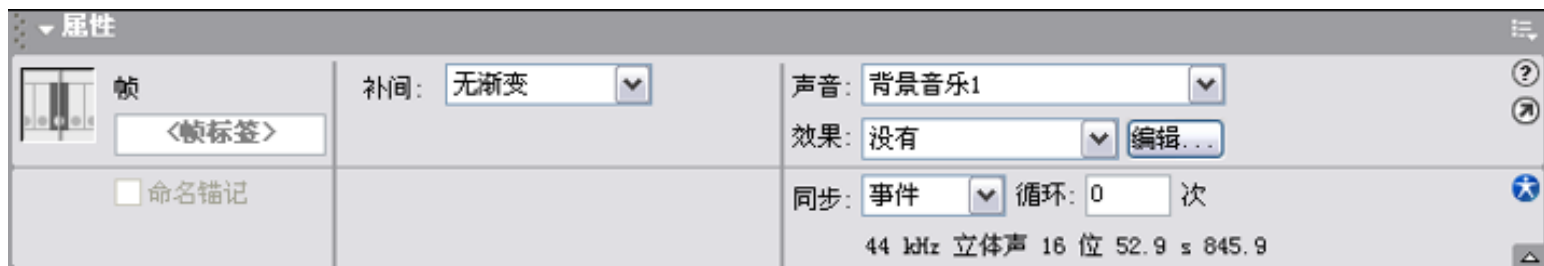 属性
帧
<帧标签>
命名锚记
补间: 无渐变
声音: 背景音乐1
效果: 没有 编辑...
同步: 事件 循环: 0 次
44 kHz 立体声 16 位 52.9 s 845.9